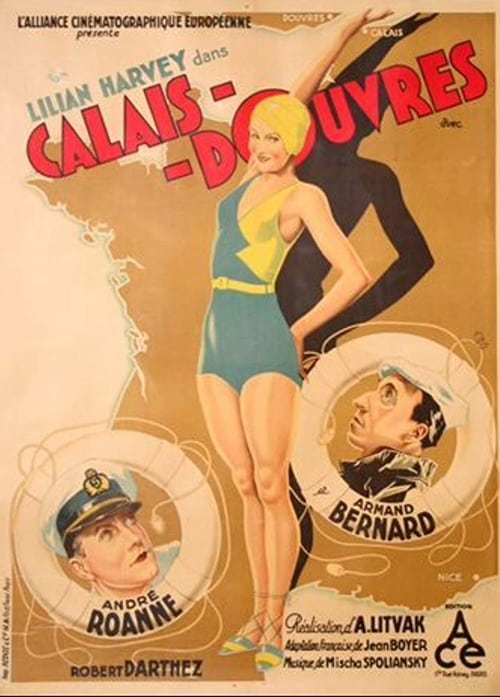 L'ALLIANCE CINÉMATOGRAPHIQUE EUROPÉENNE
présente
DOUVRES
CALAIS
LILIAN HARVEY dans
CALAIS-
-DOUVRES
avec
et
ARMAND
BERNARD
ANDRÉ
ROANNE
ROBERT DARTHEZ
NICE
Réalisation d'A. LITVAK
Adaptation Française de Jean BOYER
Musique de Mischa SPOLIANSKY
EDITION
ACE